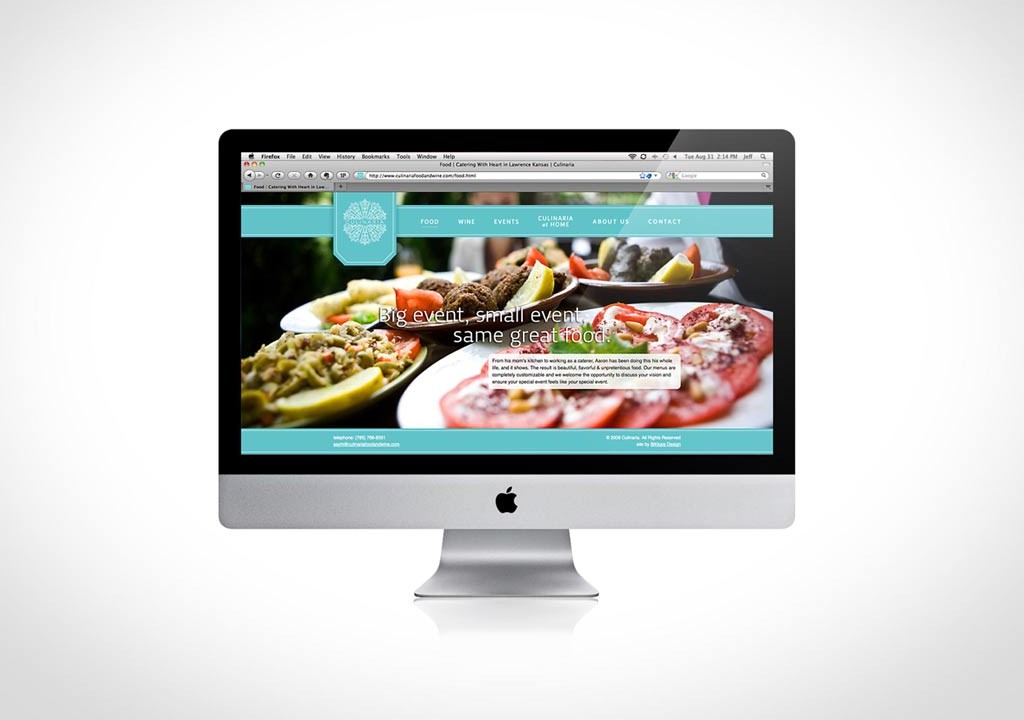 Firefox File Edit View History Bookmarks Tools Window Help
Tue Aug 31 2:14 PM Jeff
Food | Catering With Heart in Lawrence Kansas | Culinaria
http://www.culinariafoodandwine.com/food.html
Google
Food | Catering With Heart in Law...
CULINARIA
FOOD
WINE
EVENTS
CULINARIA
at HOME
ABOUT US
CONTACT
Big event, small event,
same great food.
From his mom's kitchen to working as a caterer, Aaron has been doing this his whole
life, and it shows. The result is beautiful, flavorful & unpretentious food. Our menus are
completely customizable and we welcome the opportunity to discuss your vision and
ensure your special event feels like your special event.
telephone: (785)
© 2009 Culinaria. All Rights Reserved
site by Design